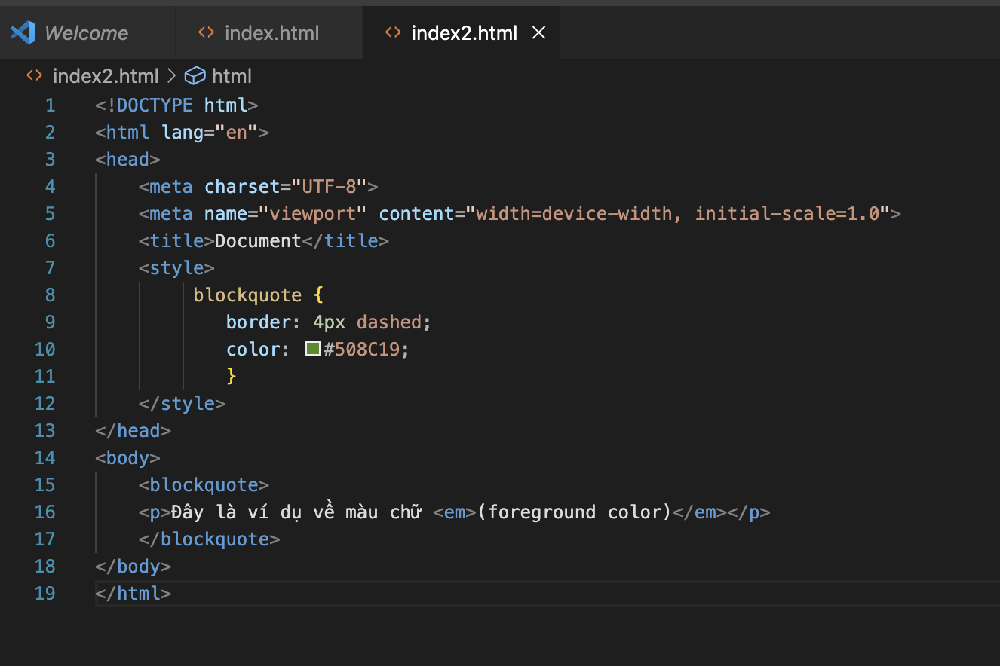 Welcome index.html index2.html
index2.html > html
1 <!DOCTYPE html>
2 <html lang="en">
3 <head>
4     <meta charset="UTF-8">
5     <meta name="viewport" content="width=device-width, initial-scale=1.0">
6     <title>Document</title>
7     <style>
8          blockquote {
9             border: 4px dashed;
10             color: #508C19;
11             }
12     </style>
13 </head>
14 <body>
15     <blockquote>
16     <p>Đây là ví dụ về màu chữ <em>(foreground color)</em></p>
17     </blockquote>
18 </body>
19 </html>